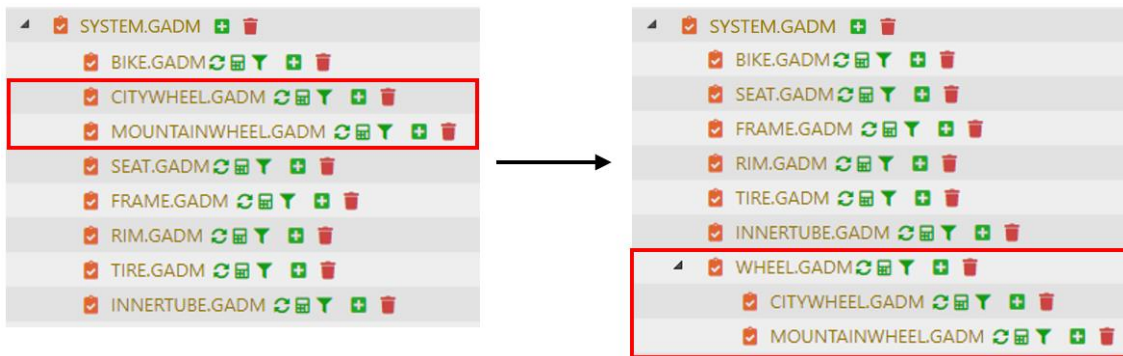 SYSTEM.GADM
BIKE.GADM
CITYWHEEL.GADM
MOUNTAINWHEEL.GADM
SEAT.GADM
FRAME.GADM
RIM.GADM
TIRE.GADM
INNERTUBE.GADM
SYSTEM.GADM
BIKE.GADM
SEAT.GADM
FRAME.GADM
RIM.GADM
TIRE.GADM
INNERTUBE.GADM
WHEEL.GADM
CITYWHEEL.GADM
MOUNTAINWHEEL.GADM